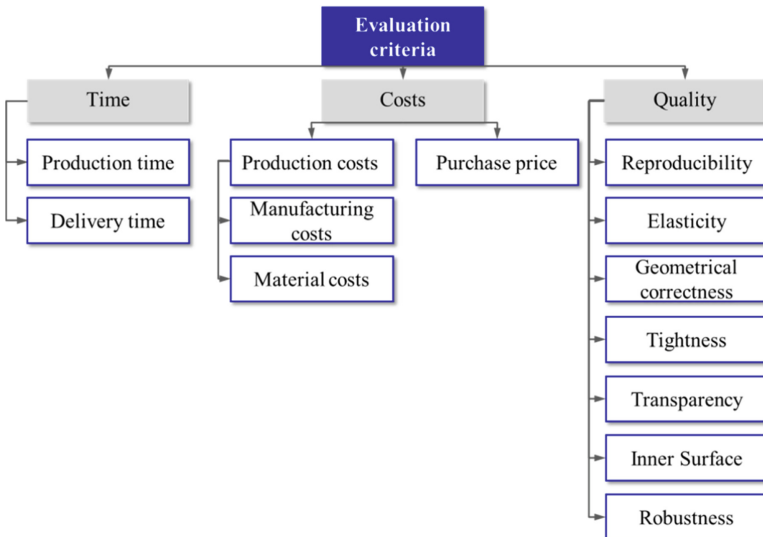 Evaluation
criteria
Time
Costs
Quality
Production time
Production costs
Purchase price
Reproducibility
Delivery time
Manufacturing
costs
Elasticity
Material costs
Geometrical
correctness
Tightness
Transparency
Inner Surface
Robustness